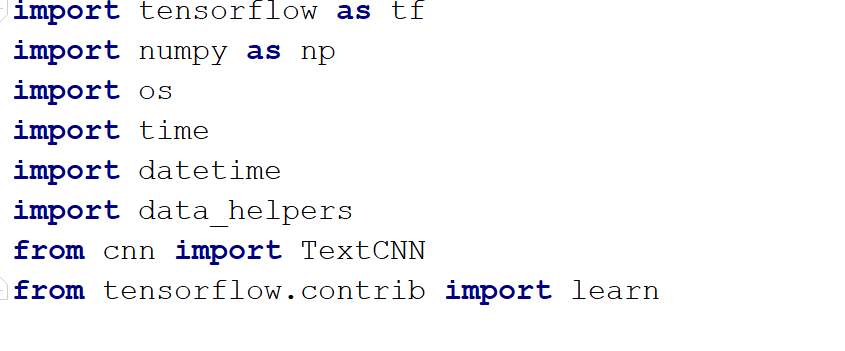 import tensorflow as tf
import numpy as np
import os
import time
import datetime
import data_helpers
from cnn import TextCNN
from tensorflow.contrib import learn